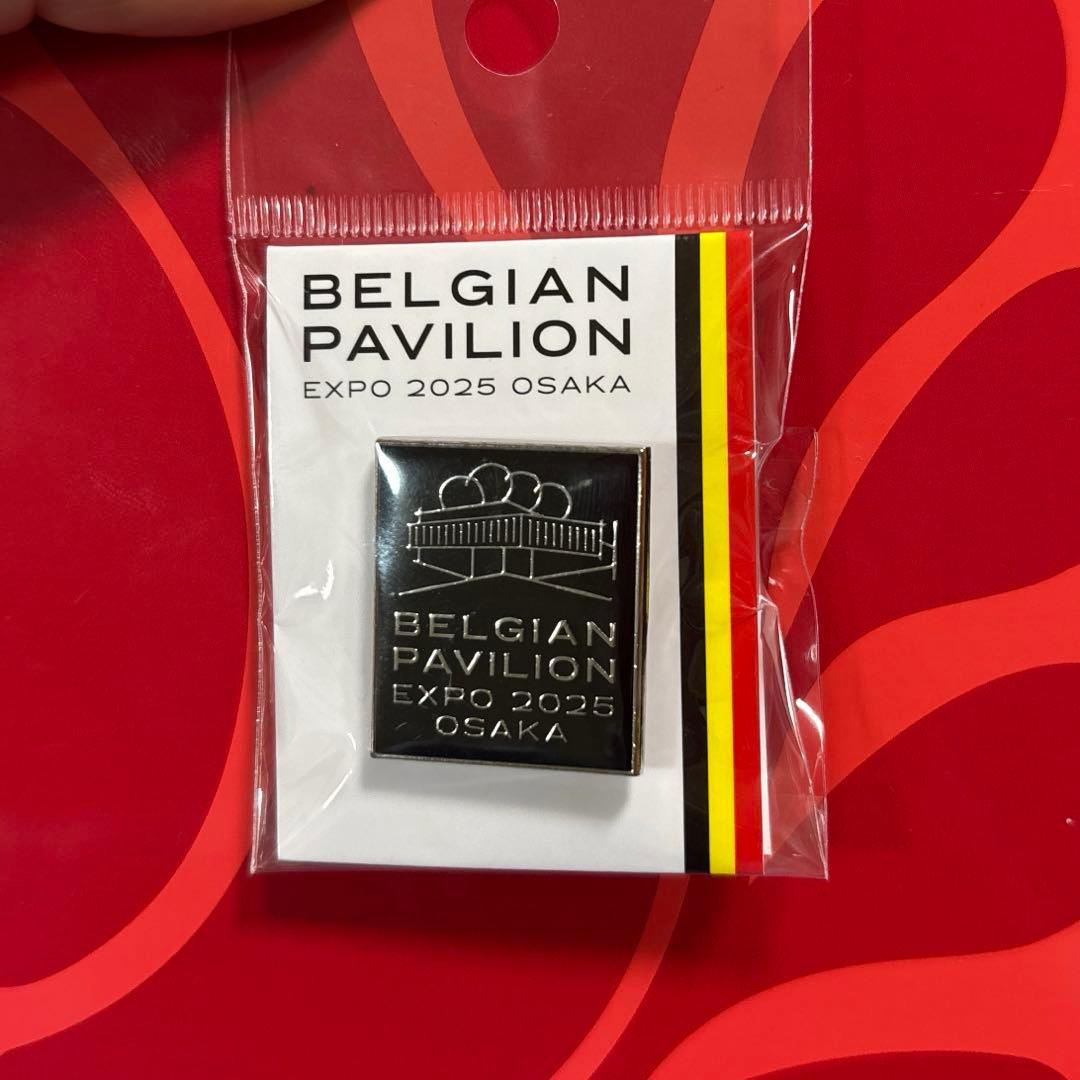 BELGIAN
PAVILION
EXPO 2025 OSAKA
BELGIAN
PAVILION
EXPO 2025
OSAKA